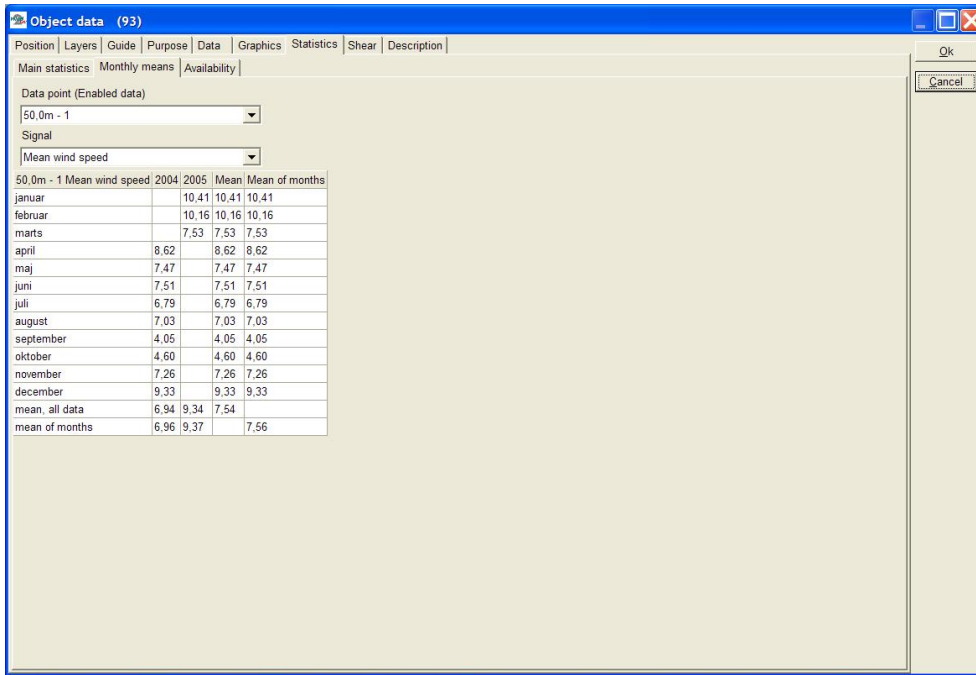 Object data (93)
Position Layers Guide Purpose Data Graphics Statistics Shear Description
Ok
Main statistics Monthly means Availability
Cancel
Data point (Enabled data)
50,0m - 1
Signal
Mean wind speed
50,0m - 1 Mean wind speed 2004 2005 Mean Mean of months
januar 10,41 10,41 10,41
februar 10,16 10,16 10,16
marts 7,53 7,53 7,53
april 8,62 8,62 8,62
maj 7,47 7,47 7,47
juni 7,51 7,51 7,51
juli 6,79 6,79 6,79
august 7,03 7,03 7,03
september 4,05 4,05 4,05
oktober 4,60 4,60 4,60
november 7,26 7,26 7,26
december 9,33 9,33 9,33
mean, all data 6,94 9,34 7,54
mean of months 6,96 9,37 7,56